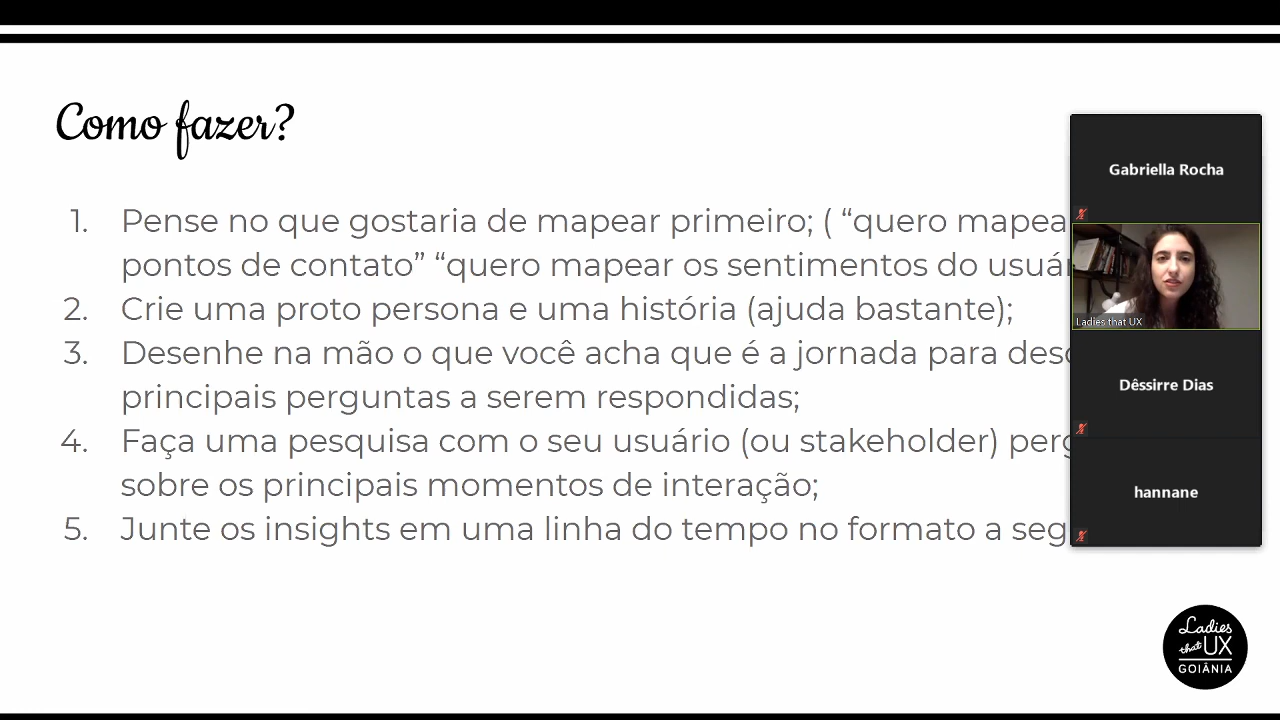 Como fazer?
1. Pense no que gostaria de mapear primeiro; ( “quero mapea
pontos de contato” “quero mapear os sentimentos do usuár
2. Crie uma proto persona e uma história (ajuda bastante);
3. Desenhe na mão o que você acha que é a jornada para
principais perguntas a serem respondidas;
4. Faça uma pesquisa com o seu usuário (ou stakeholder)
sobre os principais momentos de interação;
5. Junte os insights em uma linha do tempo no formato a
Gabriella Rocha
Ladies that UX
Dêssirre Dias
hannane
Ladies
that UX
GOIÂNIA